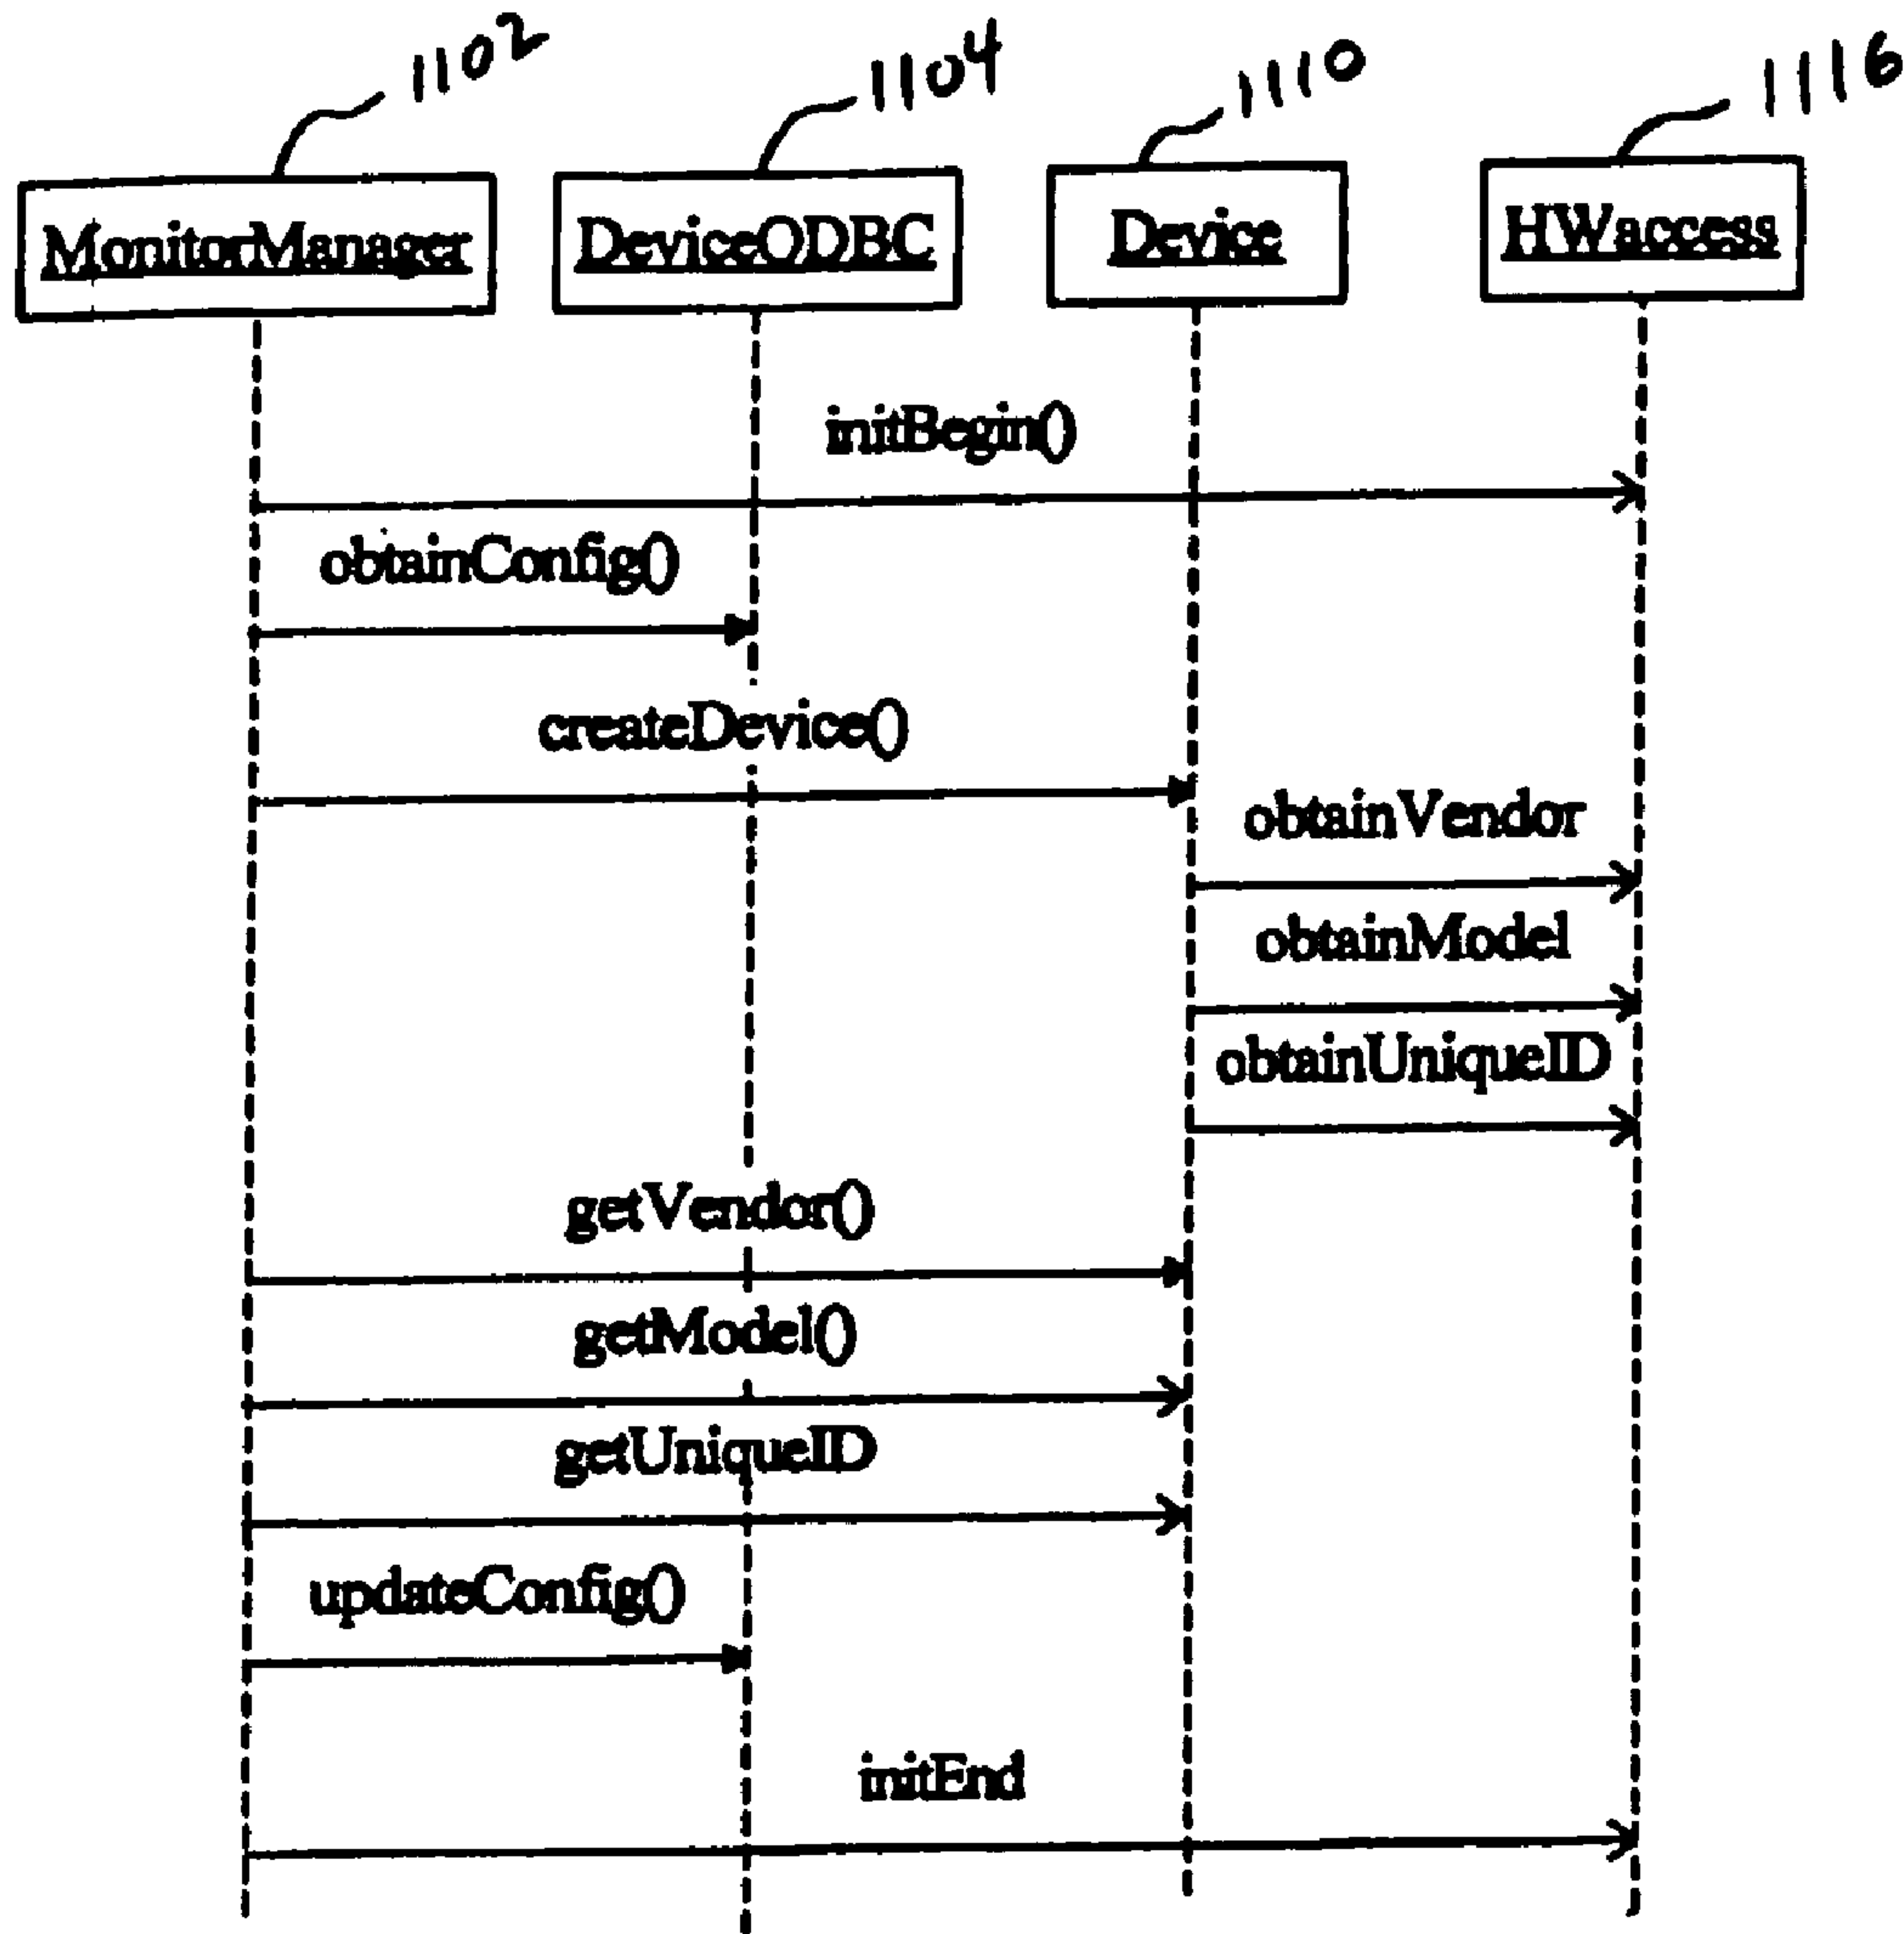 1102
1104
1110
1116
MonitorManager
DeviceODBC
Device
HWaccess
initBegin()
obtainConfig()
createDevice()
obtainVendor
obtainModel
obtainUniqueID
getVendor()
getModel()
getUniqueID
updateConfig()
initEnd